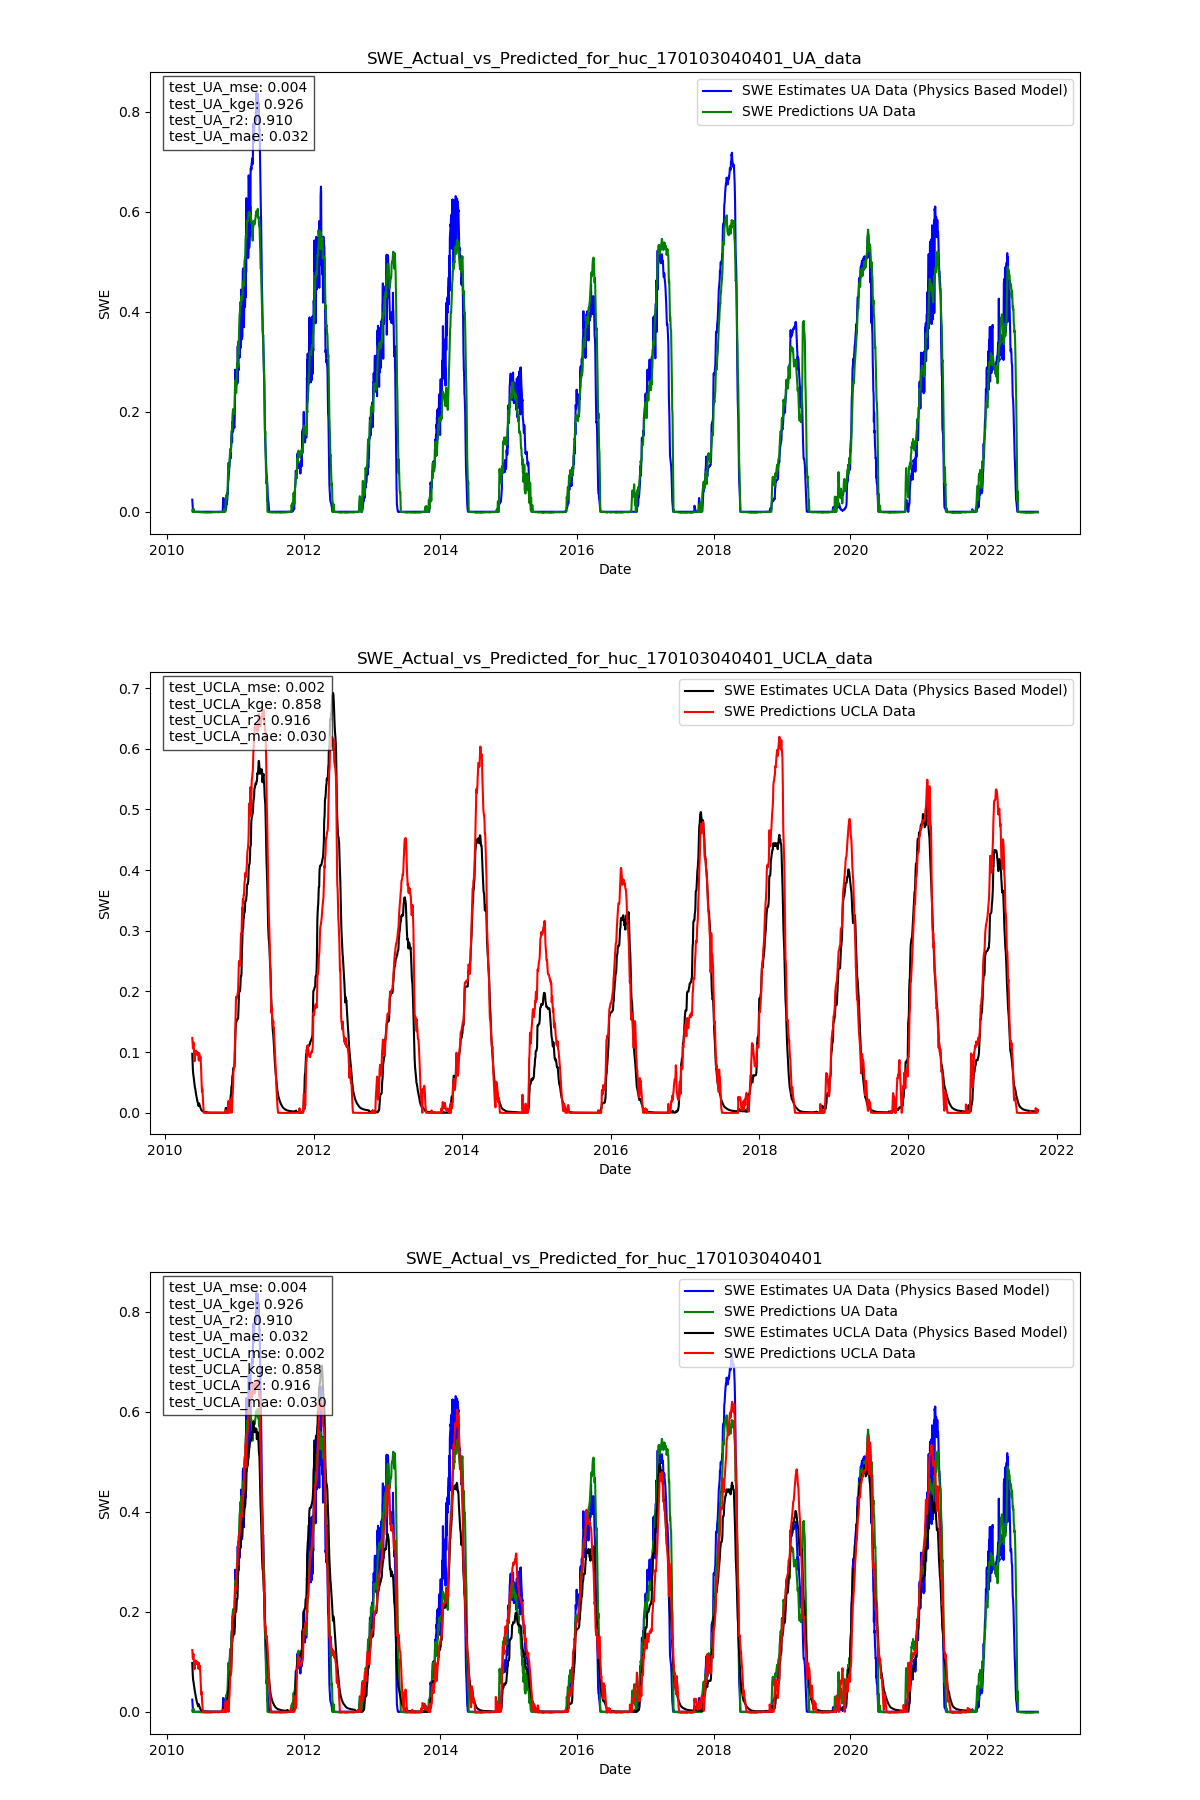 SWE_Actual_vs_Predicted_for_huc_170103040401_UA_data
test_UA_mse: 0.004
test_UA_kge: 0.926
test_UA_r2: 0.910
test_UA_mae: 0.032
SWE Estimates UA Data (Physics Based Model)
SWE Predictions UA Data
0.8
0.6
0.4
0.2
0.0
SWE
2010 2012 2014 2016 2018 2020 2022
Date
SWE_Actual_vs_Predicted_for_huc_170103040401_UCLA_data
test_UCLA_mse: 0.002
test_UCLA_kge: 0.858
test_UCLA_r2: 0.916
test_UCLA_mae: 0.030
SWE Estimates UCLA Data (Physics Based Model)
SWE Predictions UCLA Data
0.7
0.6
0.5
0.4
0.3
0.2
0.1
0.0
SWE
2010 2012 2014 2016 2018 2020 2022
Date
SWE_Actual_vs_Predicted_for_huc_170103040401
test_UA_mse: 0.004
test_UA_kge: 0.926
test_UA_r2: 0.910
test_UA_mae: 0.032
test_UCLA_mse: 0.002
test_UCLA_kge: 0.858
test_UCLA_r2: 0.916
test_UCLA_mae: 0.030
SWE Estimates UA Data (Physics Based Model)
SWE Predictions UA Data
SWE Estimates UCLA Data (Physics Based Model)
SWE Predictions UCLA Data
0.8
0.6
0.4
0.2
0.0
SWE
2010 2012 2014 2016 2018 2020 2022
Date